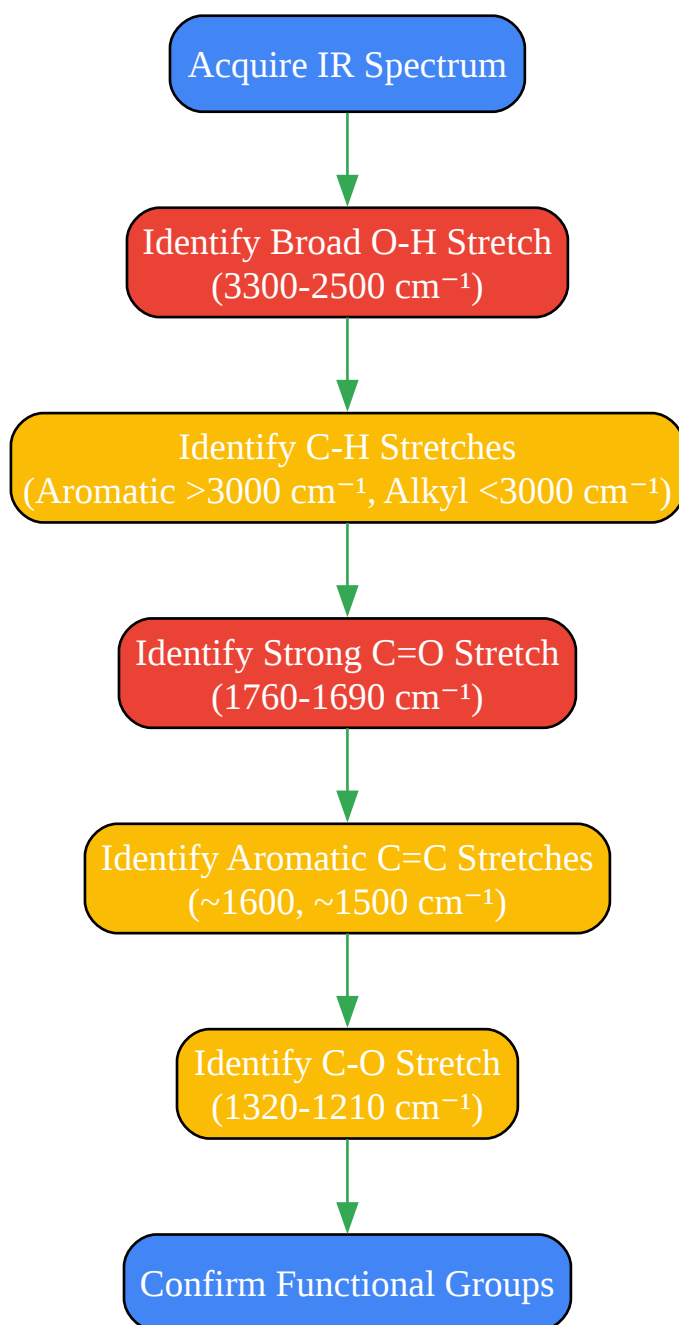 Acquire IR Spectrum
Identify Broad O-H Stretch
(3300-2500 cm⁻¹)
Identify C-H Stretches
(Aromatic >3000 cm⁻¹, Alkyl <3000 cm⁻¹)
Identify Strong C=O Stretch
(1760-1690 cm⁻¹)
Identify Aromatic C=C Stretches
(~1600, ~1500 cm⁻¹)
Identify C-O Stretch
(1320-1210 cm⁻¹)
Confirm Functional Groups